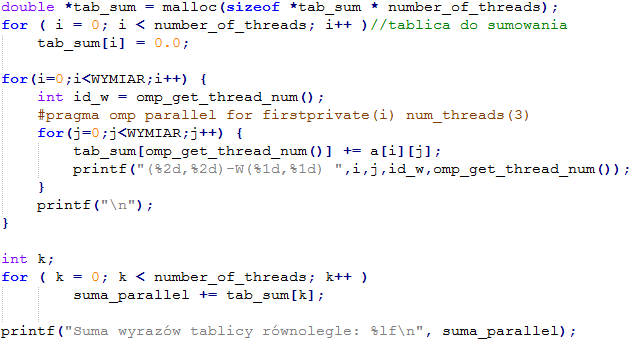 double *tab_sum = malloc(sizeof *tab_sum * number_of_threads);
for ( i = 0; i < number_of_threads; i++ )//tablica do sumowania
    tab_sum[i] = 0.0;

for(i=0;i<WYMIAR;i++) {
    int id_w = omp_get_thread_num();
    #pragma omp parallel for firstprivate(i) num_threads(3)
    for(j=0;j<WYMIAR;j++) {
        tab_sum[omp_get_thread_num()] += a[i][j];
        printf("(%2d,%2d)-W(%1d,%1d) ",i,j,id_w,omp_get_thread_num());
    }
    printf("\n");
}

int k;
for ( k = 0; k < number_of_threads; k++ )
        suma_parallel += tab_sum[k];

printf("Suma wyrazów tablicy równolegle: %lf\n", suma_parallel);